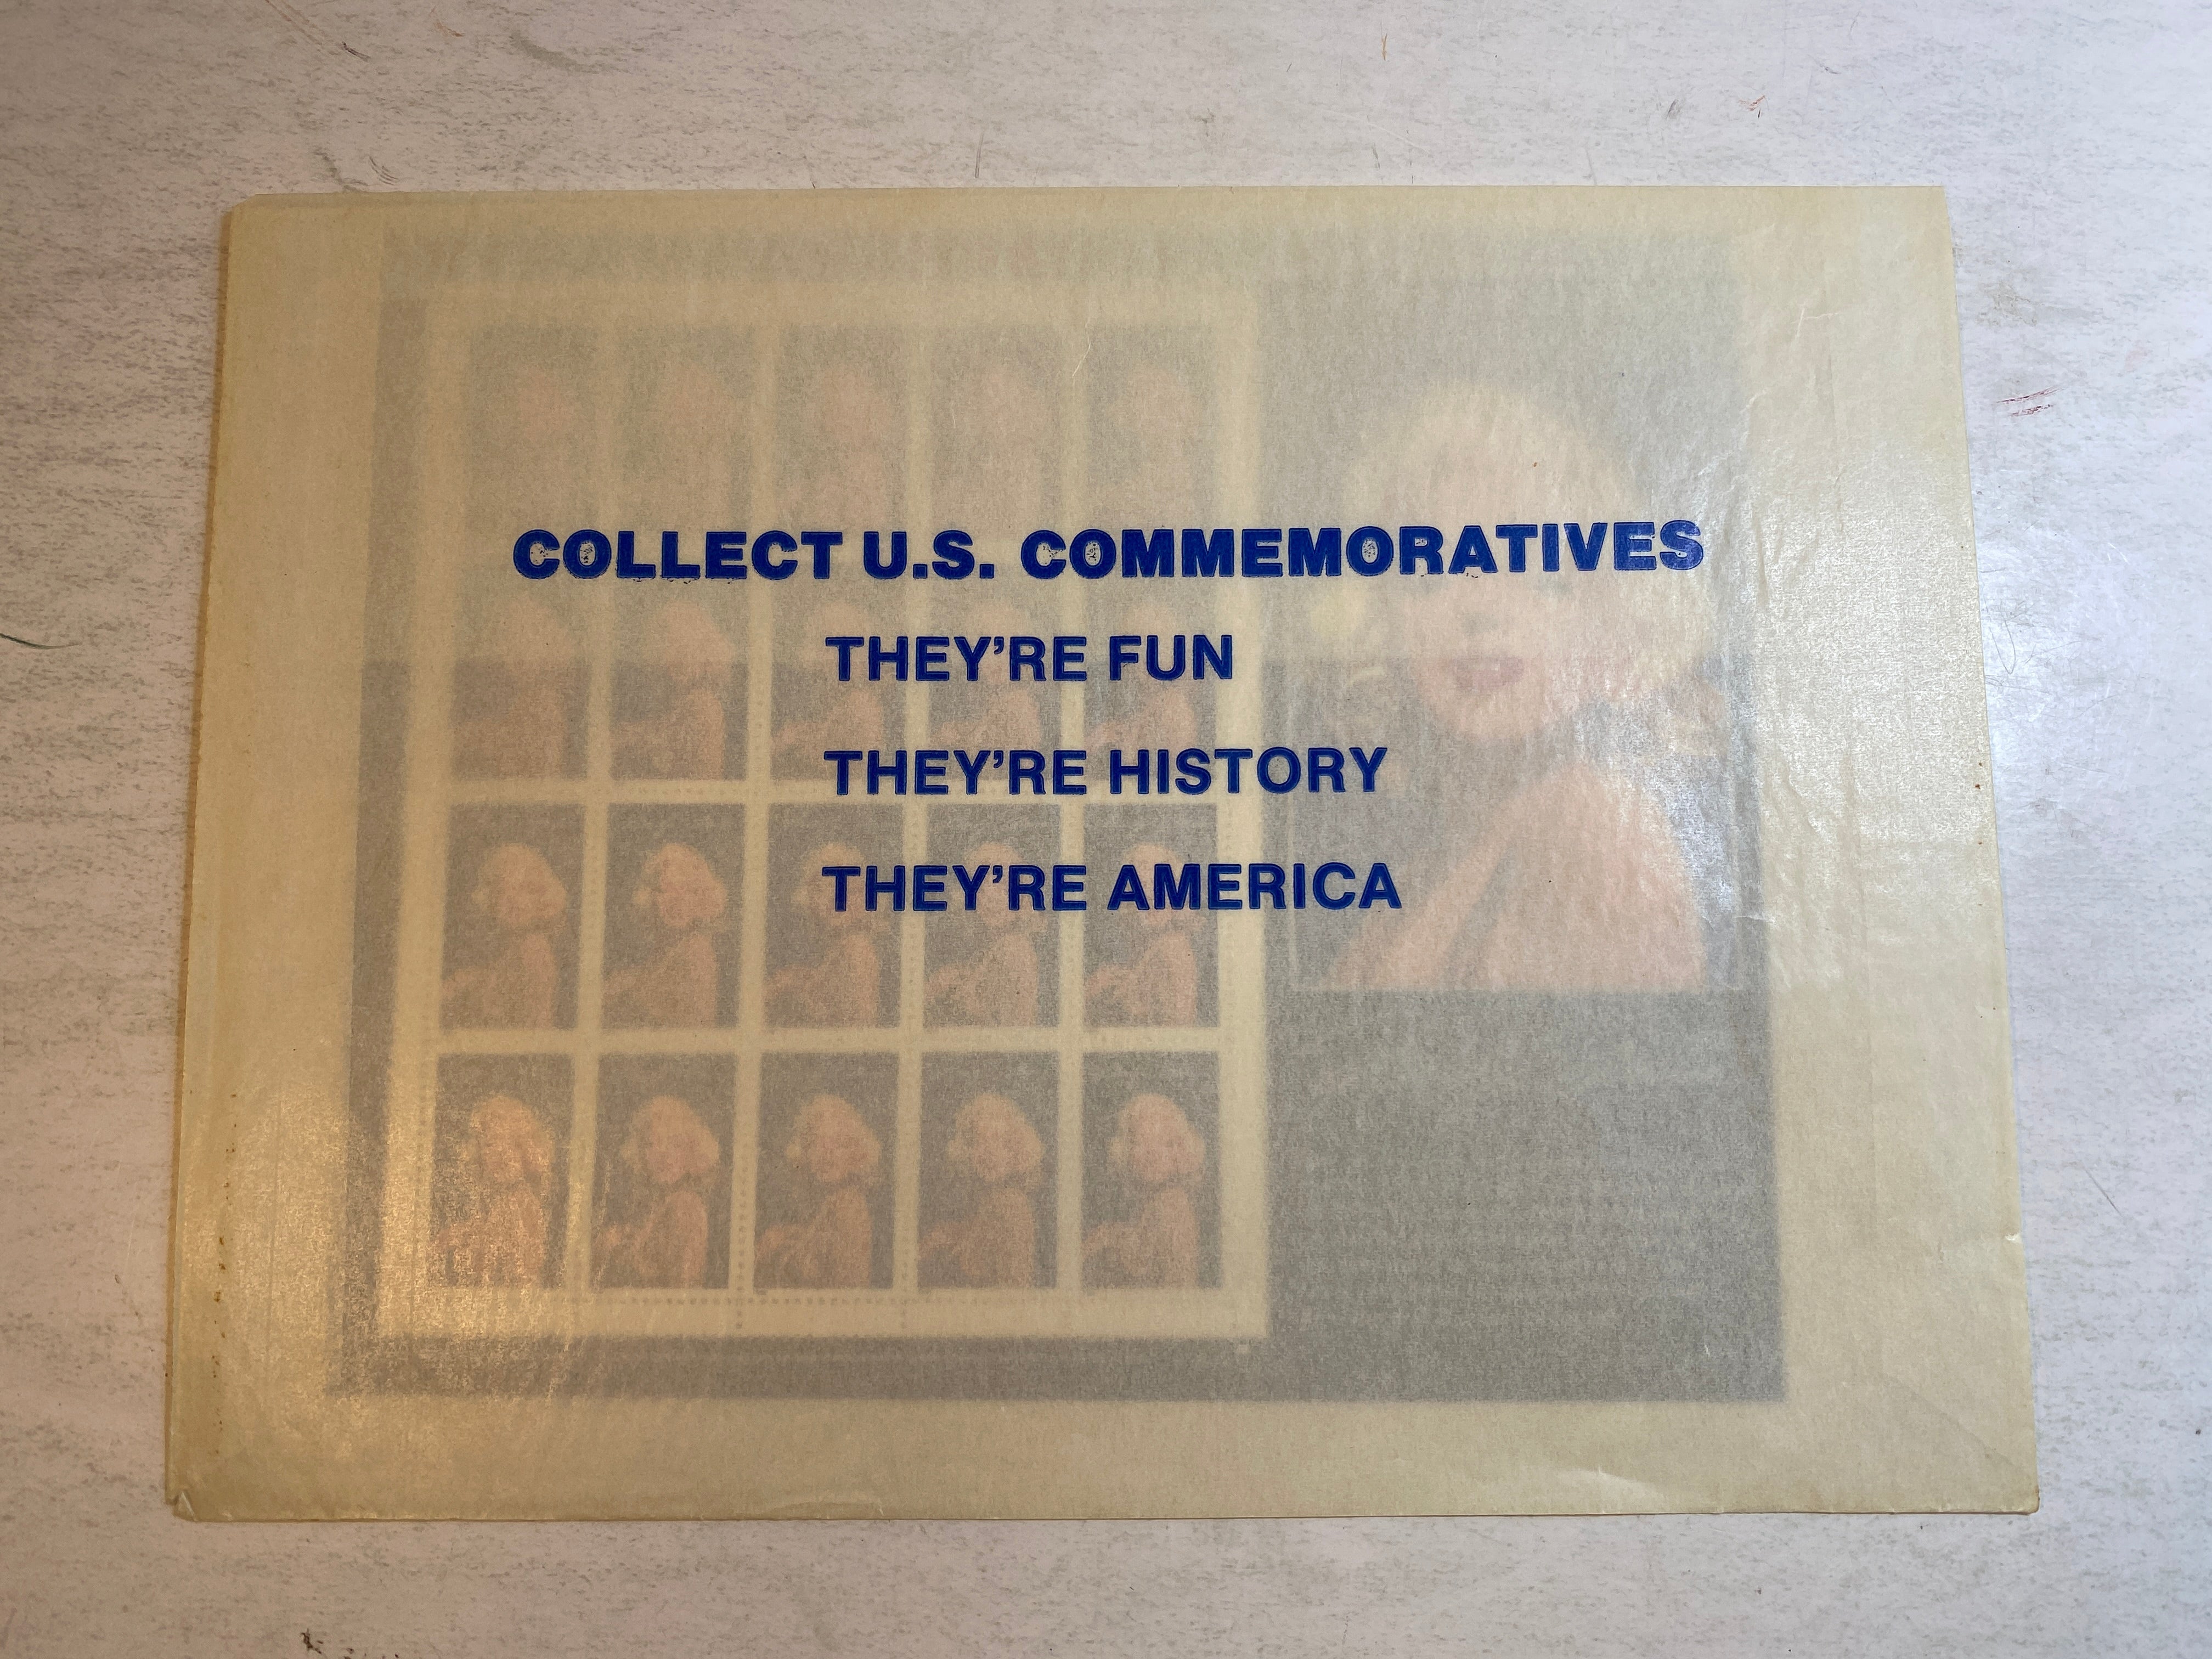 COLLECT U.S. COMMEMORATIVES
THEY'RE FUN
THEY'RE HISTORY
THEY'RE AMERICA